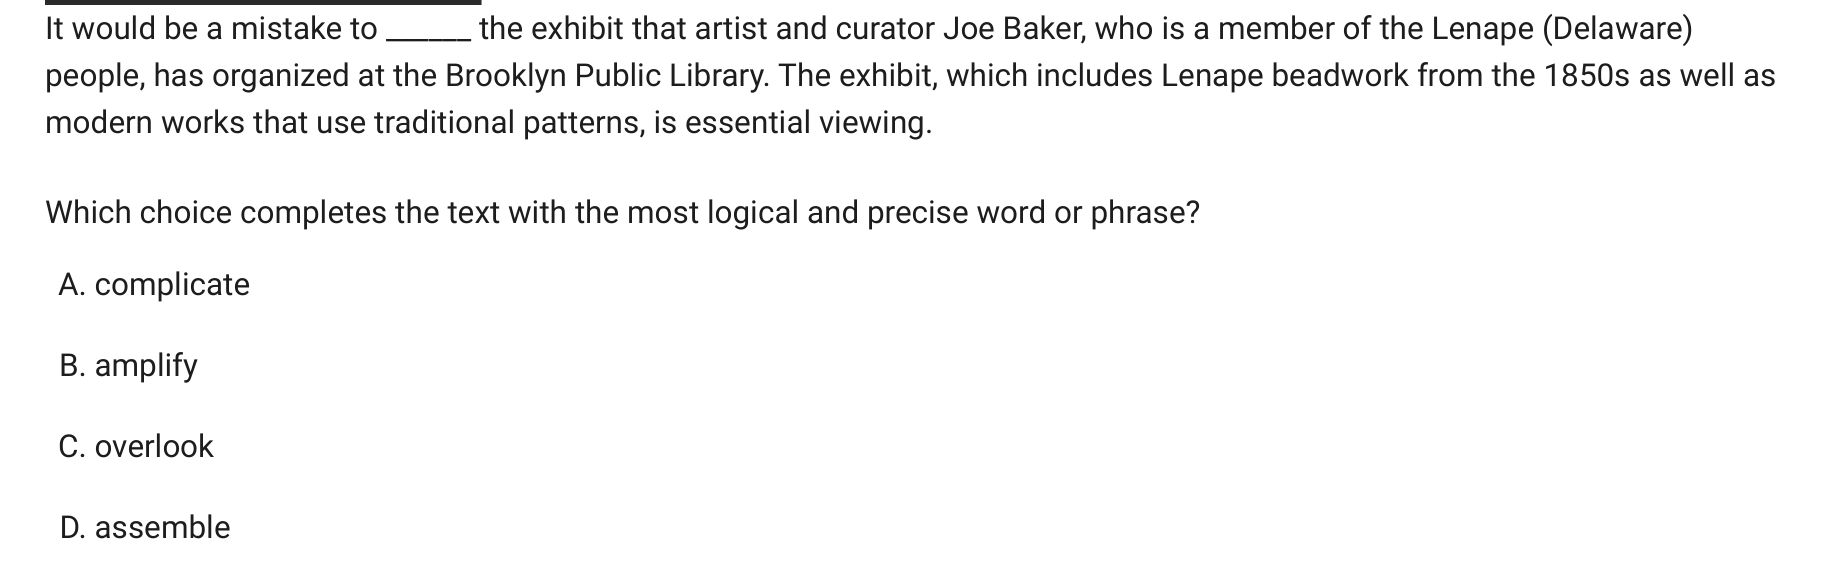 It would be a mistake to ______ the exhibit that artist and curator Joe Baker, who is a member of the Lenape (Delaware)
people, has organized at the Brooklyn Public Library. The exhibit, which includes Lenape beadwork from the 1850s as well as
modern works that use traditional patterns, is essential viewing.
Which choice completes the text with the most logical and precise word or phrase?
A. complicate
B. amplify
C. overlook
D. assemble